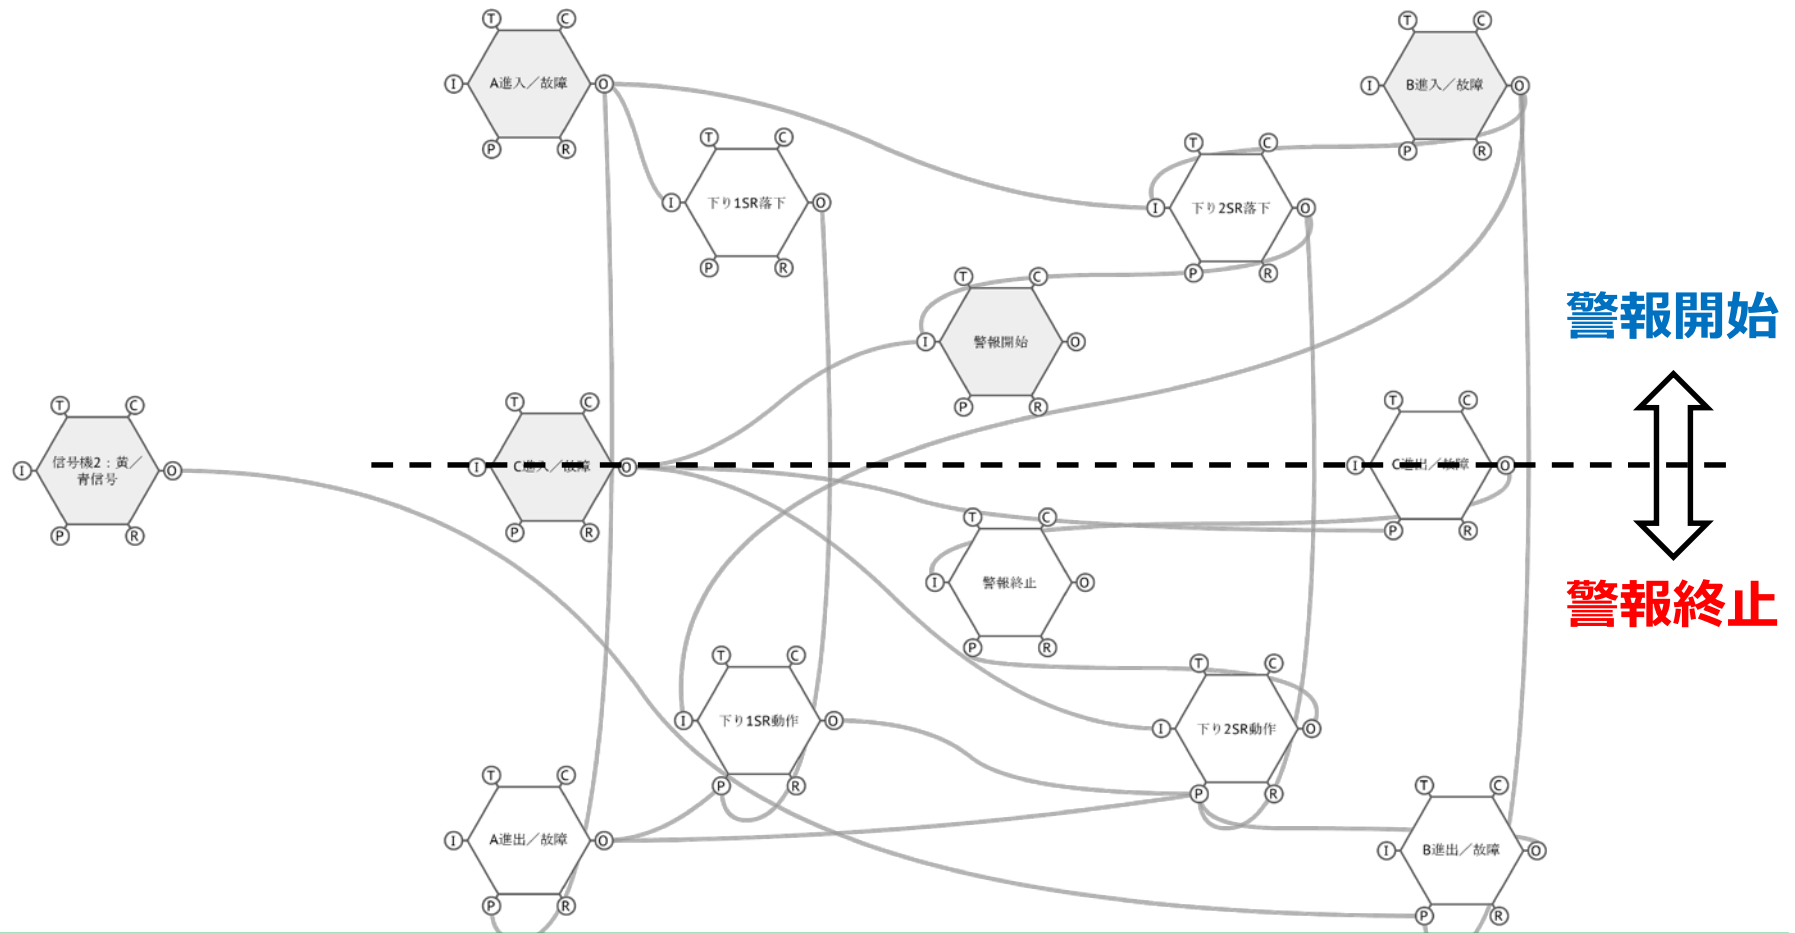 T C
I A進入／故障 O
P R
T C
I B進入／故障 O
P R
T C
I 下り1SR落下 O
P R
T C
I 下り2SR落下 O
P R
T C
I 警報開始 O
P R
警報開始
T C
I 信号機2：黄／
青信号 O
P R
T C
I C進入／故障 O
P R
T C
I C進出／故障 O
P R
T C
I 警報終止 O
P R
警報終止
T C
I 下り1SR動作 O
P R
T C
I 下り2SR動作 O
P R
T C
I A進出／故障 O
P R
T C
I B進出／故障 O
P R